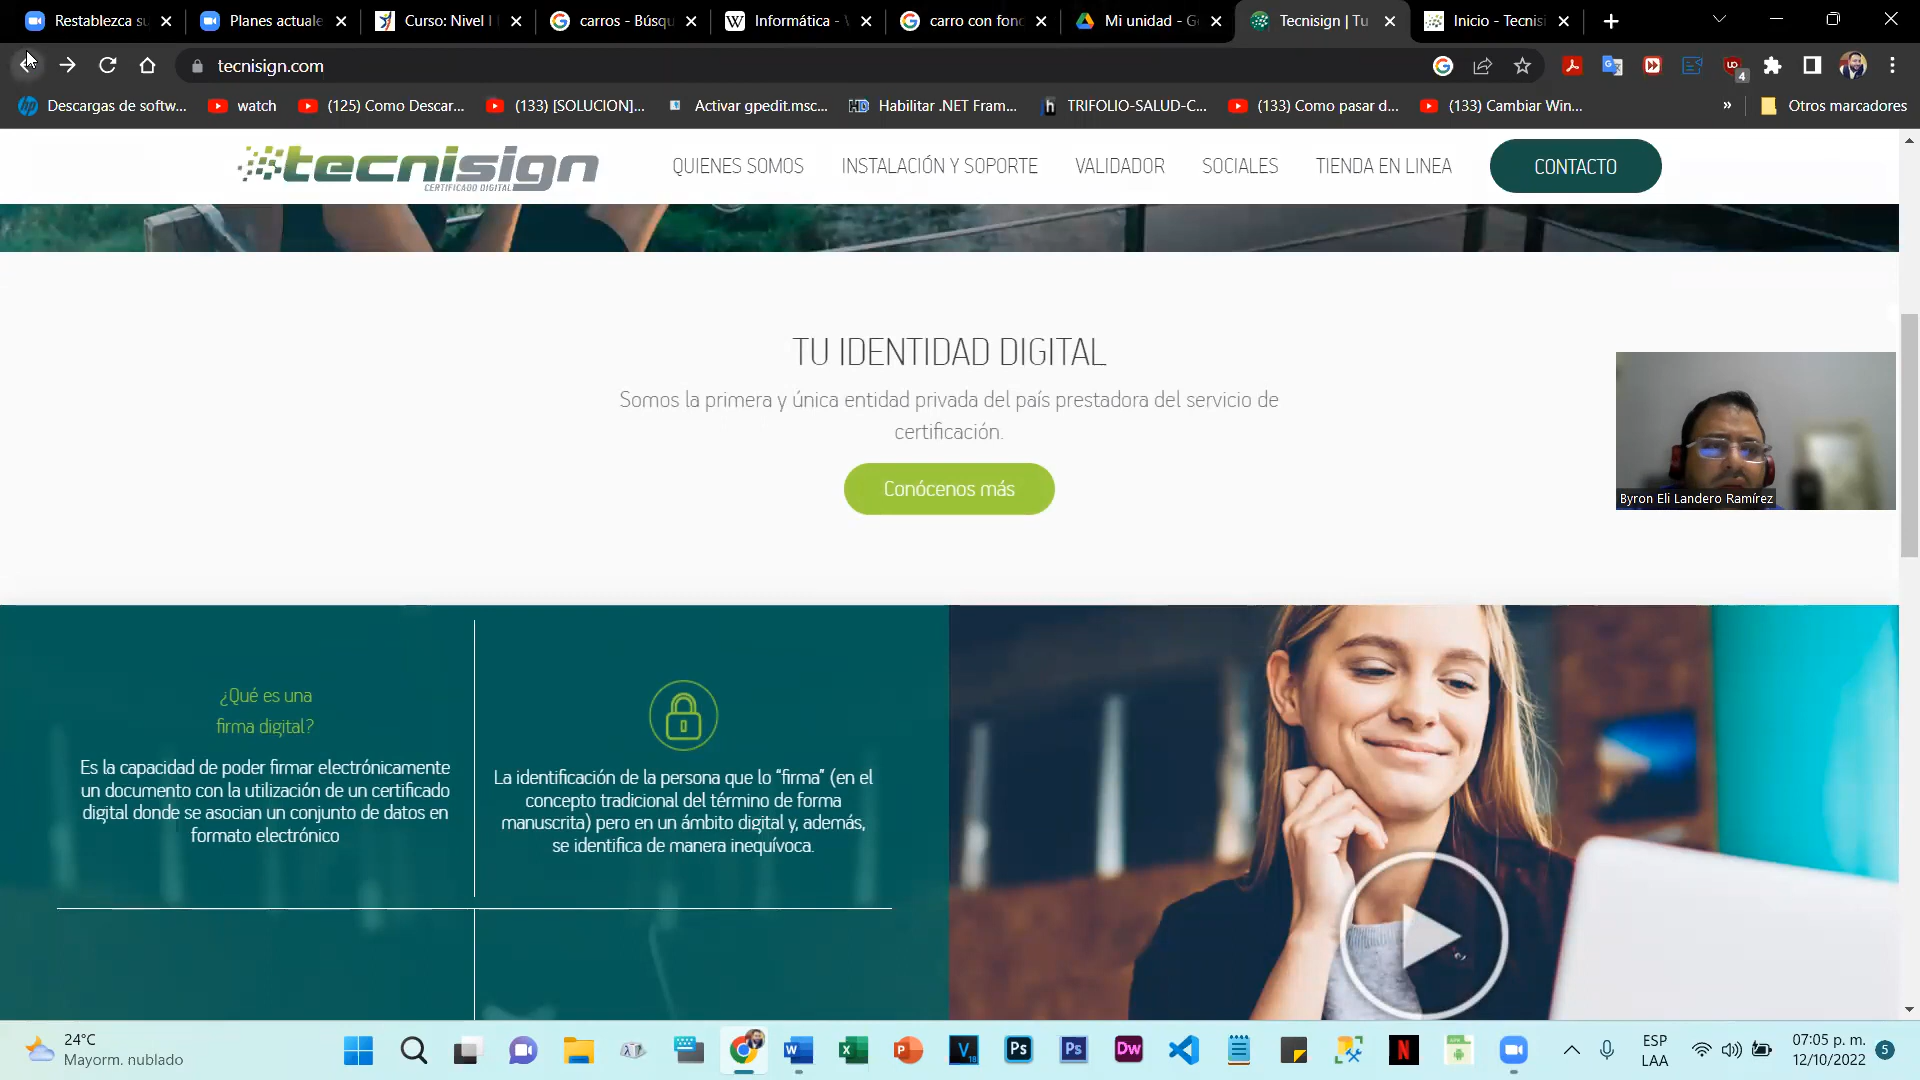 Restablezca su
Planes actuale
Curso: Nivel I
carros - Búsqu
Informática -
carro con fond
Mi unidad - Go
Tecnisign | Tu
Inicio - Tecnisi
tecnisign.com
4
Descargas de softw...
watch
(125) Como Descar...
(133) [SOLUCION]...
Activar gpedit.msc...
Habilitar .NET Fram...
TRIFOLIO-SALUD-C...
(133) Como pasar d...
(133) Cambiar Win...
»
Otros marcadores
tecnisign
CERTIFICADO DIGITAL
QUIENES SOMOS
INSTALACIÓN Y SOPORTE
VALIDADOR
SOCIALES
TIENDA EN LINEA
CONTACTO
TU IDENTIDAD DIGITAL
Somos la primera y única entidad privada del país prestadora del servicio de
certificación.
Conócenos más
Byron Eli Landero Ramírez
¿Qué es una
firma digital?
Es la capacidad de poder firmar electrónicamente
un documento con la utilización de un certificado
digital donde se asocian un conjunto de datos en
formato electrónico
La identificación de la persona que lo “firma” (en el
concepto tradicional del término de forma
manuscrita) pero en un ámbito digital y, además,
se identifica de manera inequívoca.
24°C
Mayorm. nublado
ESP
LAA
07:05 p. m.
12/10/2022
5